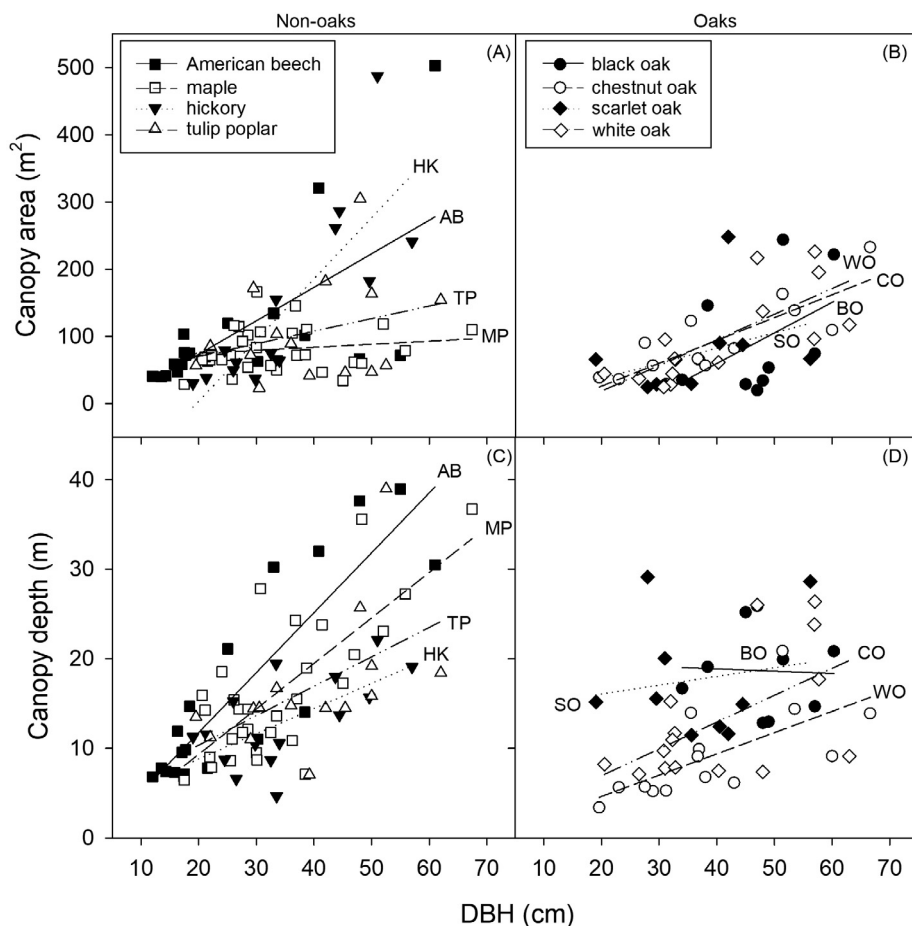 Non-oaks
Oaks
(A)
American beech
maple
hickory
tulip poplar
HK
AB
TP
MP
500
400
300
200
100
0
Canopy area (m²)
(B)
black oak
chestnut oak
scarlet oak
white oak
WO
CO
BO
SO
(C)
AB
MP
TP
HK
40
30
20
10
0
Canopy depth (m)
10 20 30 40 50 60 70
(D)
BO
CO
SO
WO
10 20 30 40 50 60 70
DBH (cm)